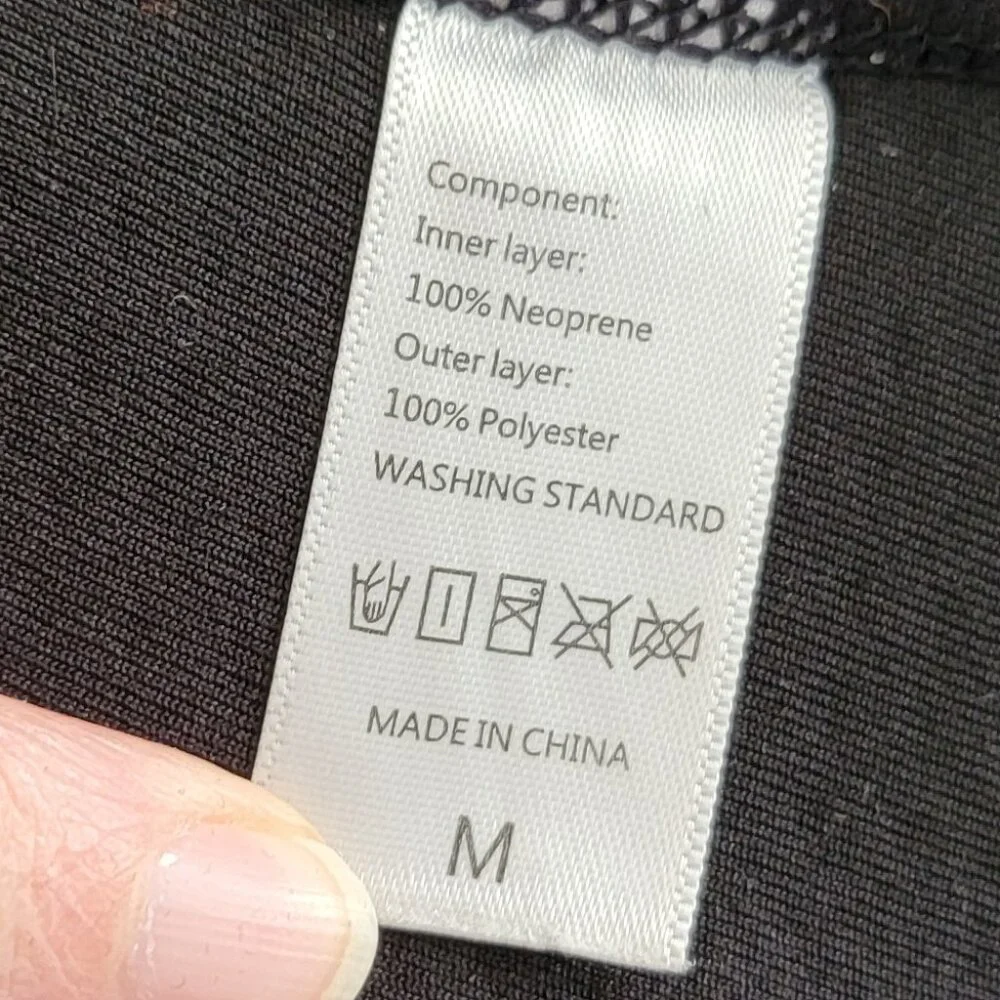 Component:
Inner layer:
100% Neoprene
Outer layer:
100% Polyester
WASHING STANDARD
MADE IN CHINA
M